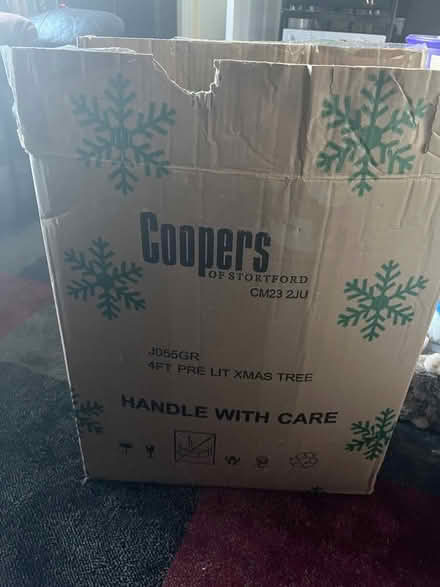 Coopers
OF STORTFORD
CM23 2JU
J055GR
4FT PRE LIT XMAS TREE
HANDLE WITH CARE